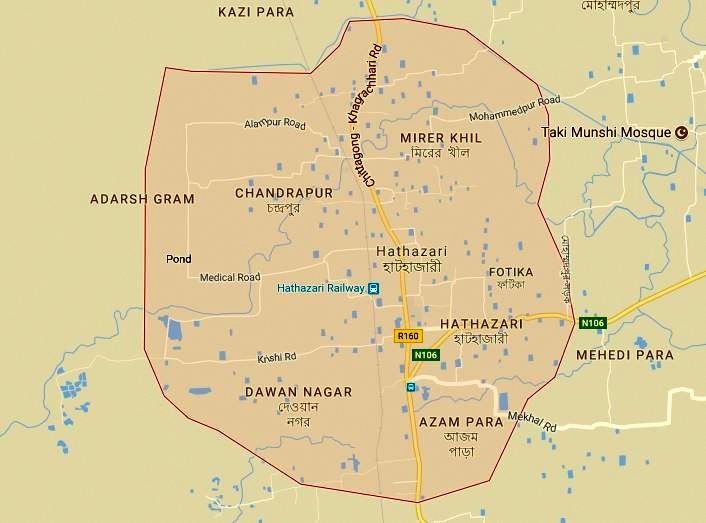 KAZI PARA
মোহাম্মদপুর
Chittagong - Khagrachhari Rd
Alampur Road
Mohammedpur Road
MIRER KHIL
মিরের খীল
Taki Munshi Mosque
ADARSH GRAM
CHANDRAPUR
চন্দ্রপুর
Hathazari
হাটহাজারী
Pond
Medical Road
Hathazari Railway
FOTIKA
ফটিকা
HATHAZARI
হাটহাজারী
N106
R160
N106
MEHEDI PARA
Krishi Rd
DAWAN NAGAR
দেওয়ান
নগর
AZAM PARA
আজম
পাড়া
Mekhal Rd